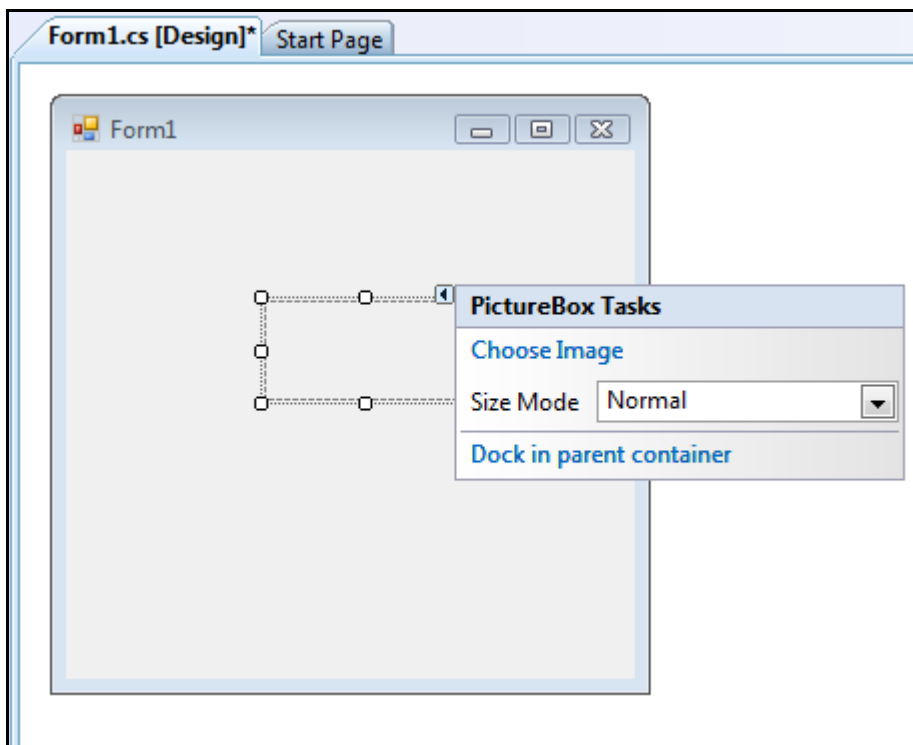 Form1.cs [Design]* Start Page
Form1
PictureBox Tasks
Choose Image
Size Mode Normal
Dock in parent container